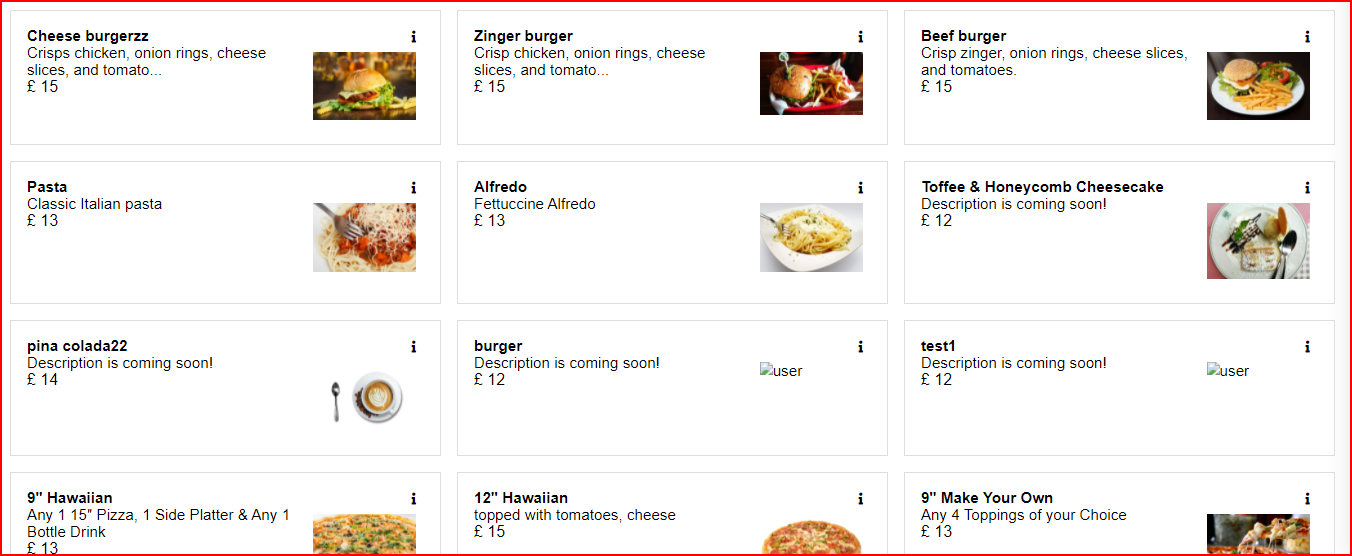 Cheese burgerzz
Crisps chicken, onion rings, cheese
slices, and tomato...
£ 15
Zinger burger
Crisp chicken, onion rings, cheese
slices, and tomato...
£ 15
Beef burger
Crisp zinger, onion rings, cheese slices,
and tomatoes.
£ 15
Pasta
Classic Italian pasta
£ 13
Alfredo
Fettuccine Alfredo
£ 13
Toffee & Honeycomb Cheesecake
Description is coming soon!
£ 12
pina colada22
Description is coming soon!
£ 14
burger
Description is coming soon!
£ 12
user
test1
Description is coming soon!
£ 12
user
9" Hawaiian
Any 1 15″ Pizza, 1 Side Platter & Any 1
Bottle Drink
£ 13
12" Hawaiian
topped with tomatoes, cheese
£ 15
9" Make Your Own
Any 4 Toppings of your Choice
£ 13